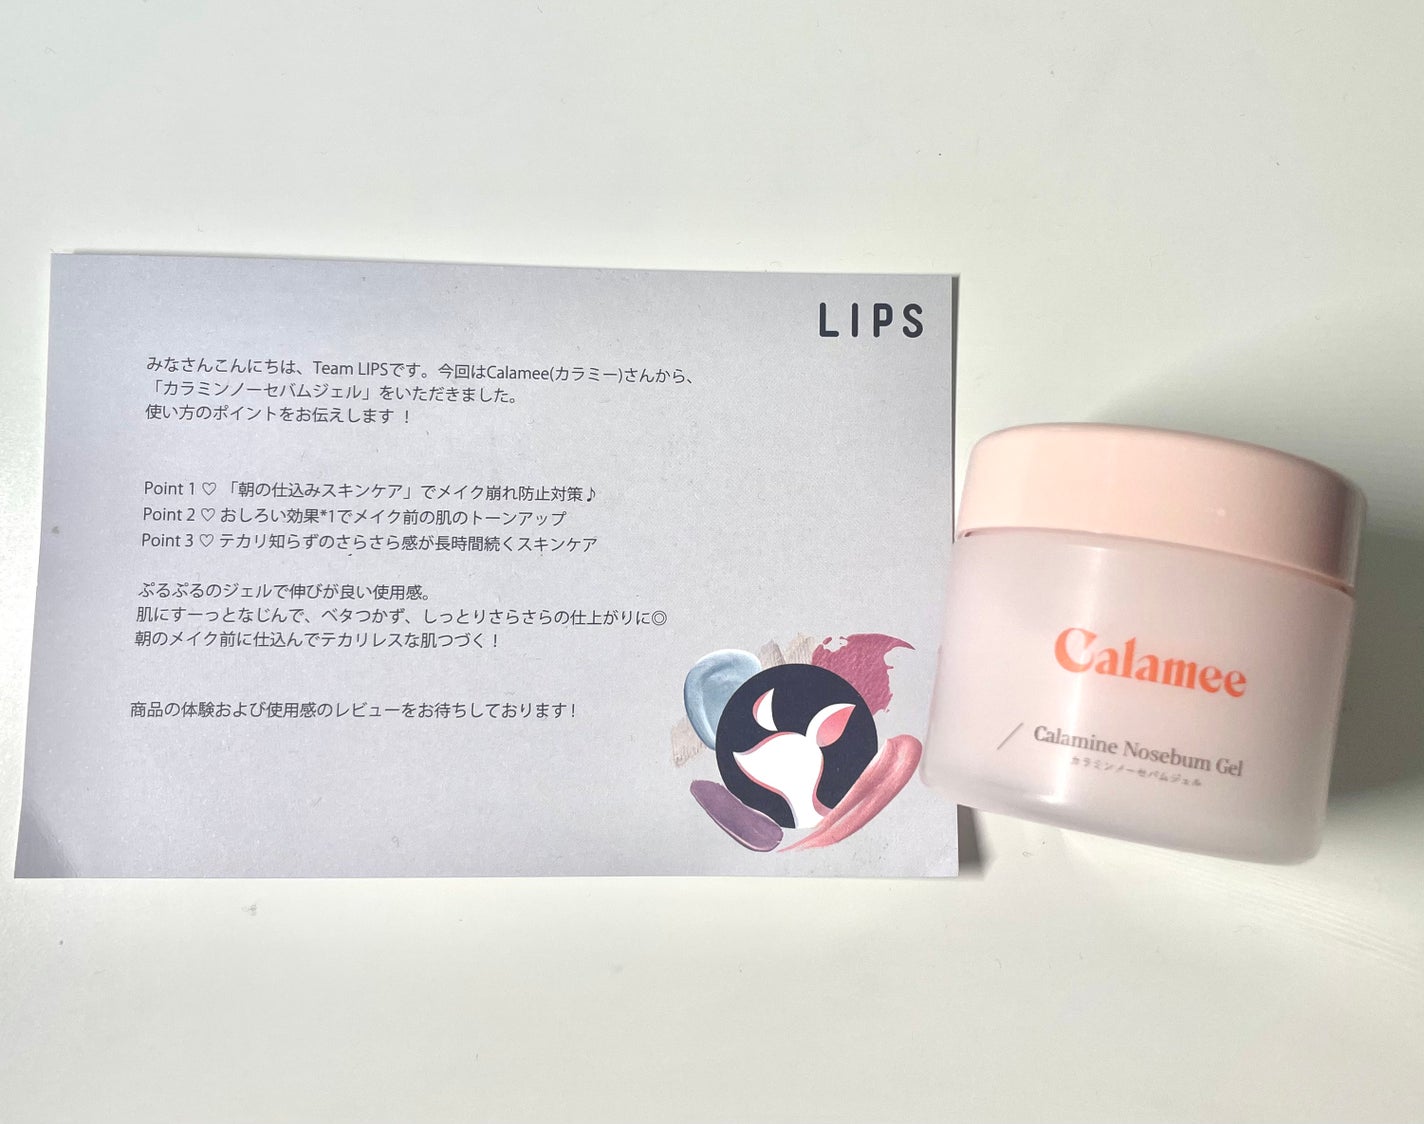 LIPS
みなさんこんにちは、Team LIPSです。今回はCalamee(カラミー)さんから、
「カラミンノーセバムジェル」をいただきました。
使い方のポイントをお伝えします ！
Point 1 ♡ 「朝の仕込みスキンケア」でメイク崩れ防止対策♪
Point 2 ♡ おしろい効果*1でメイク前の肌のトーンアップ
Point 3 ♡ テカリ知らずのさらさら感が長時間続くスキンケア
ぷるぷるのジェルで伸びが良い使用感。
肌にすーっとなじんで、ベタつかず、しっとりさらさらの仕上がりに◎
朝のメイク前に仕込んでテカリレスな肌つづく！
商品の体験および使用感のレビューをお待ちしております！
Calamee
Calamine Nosebum Gel
カラミンノーセバムジェル